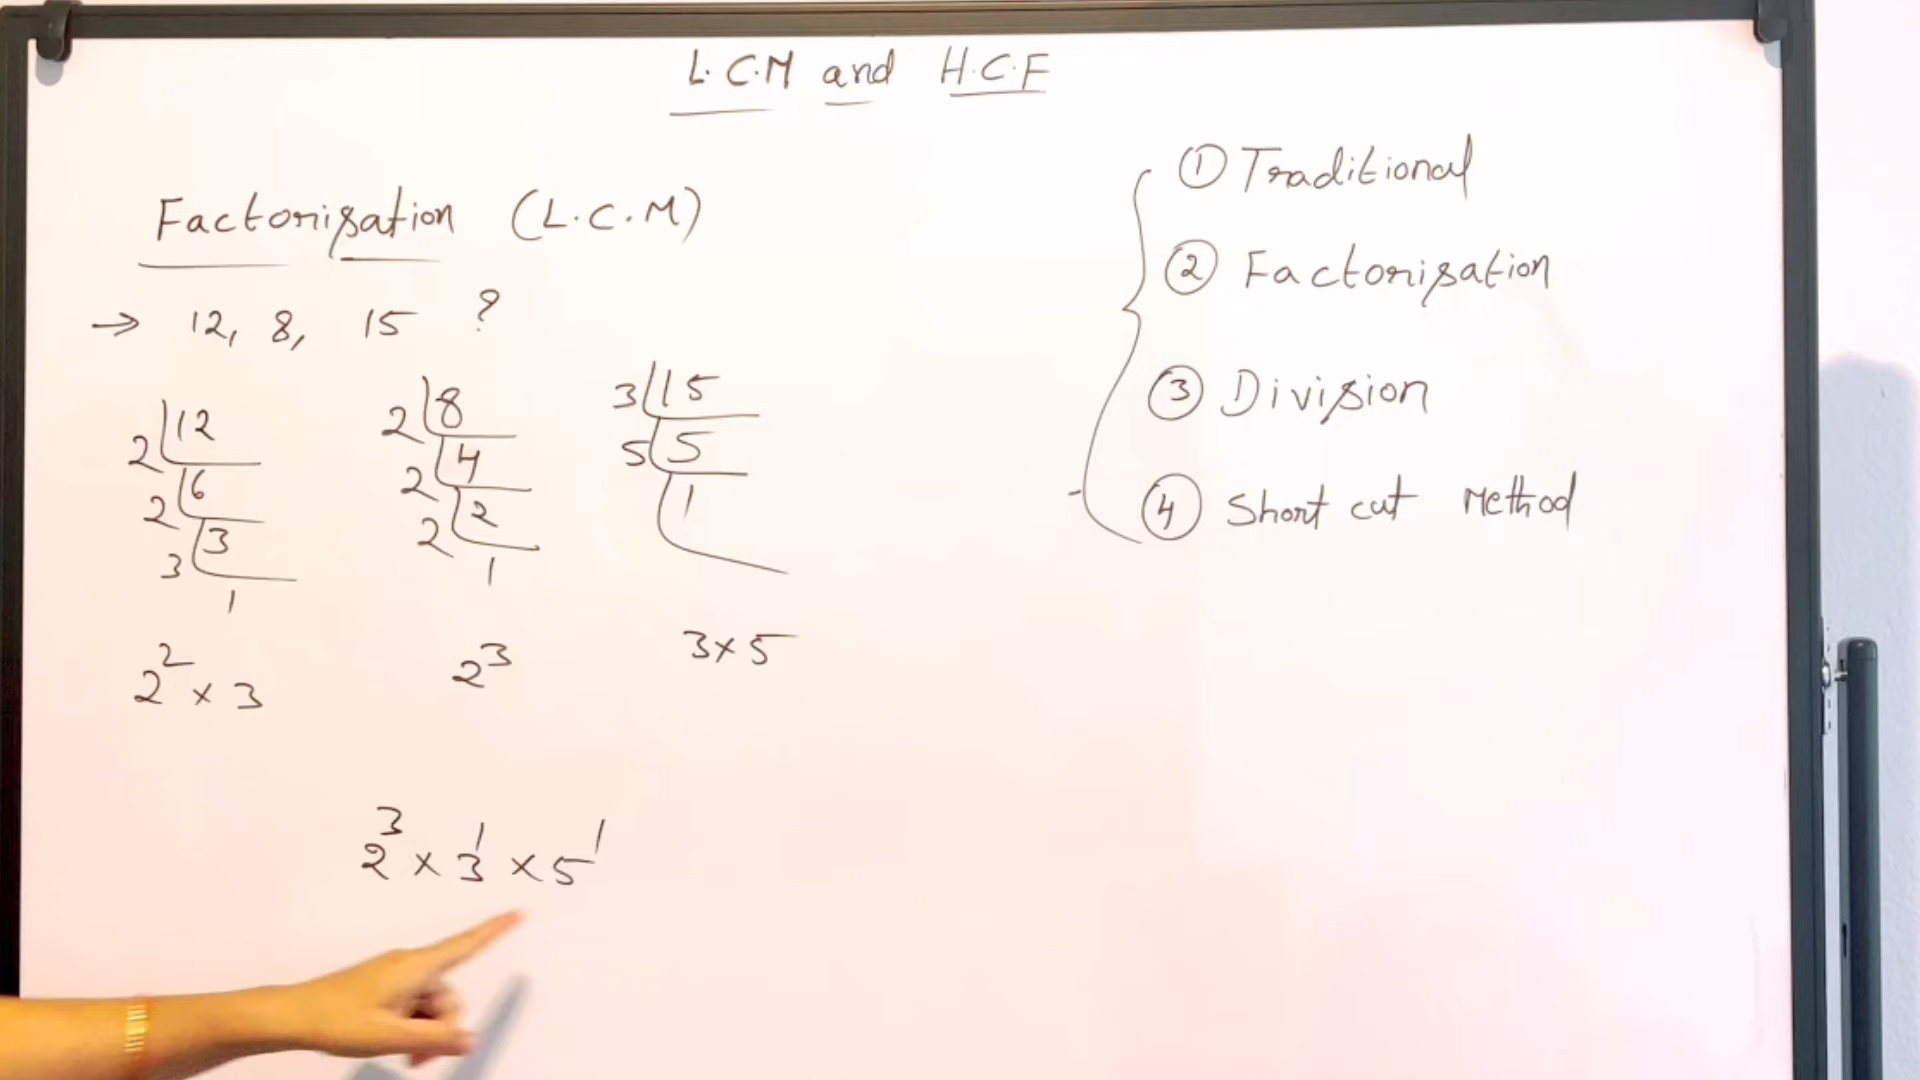 L.C.M and H.C.F
Factorisation (L.C.M)
→ 12, 8, 15 ?
2 | 12
2 | 6
3 | 3
1
2 | 8
2 | 4
2 | 2
1
3 | 15
5 | 5
1
2² × 3
2³
3 × 5
2³ × 3¹ × 5¹
① Traditional
② Factorisation
③ Division
④ Short cut Method